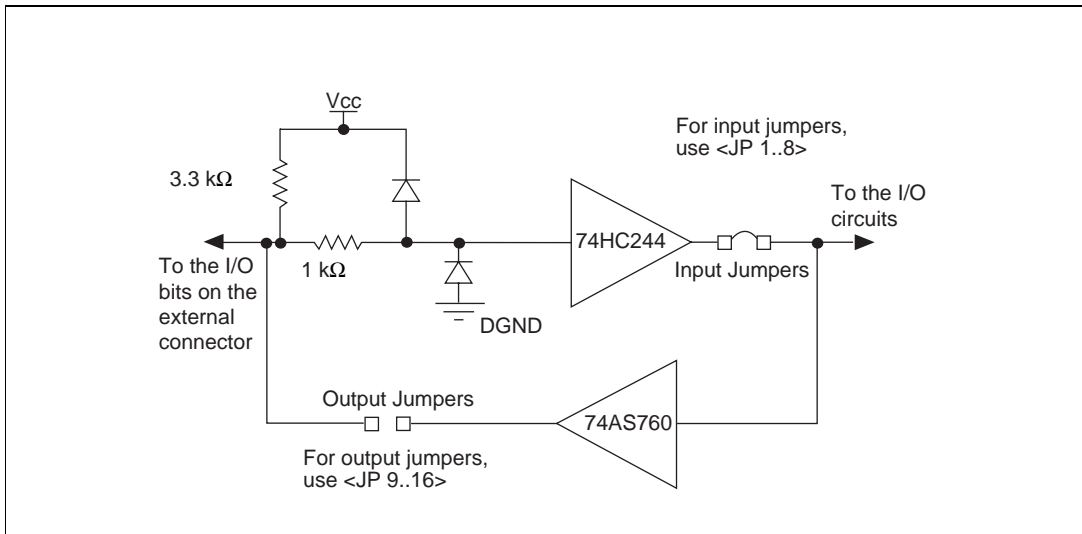 Vcc
For input jumpers,
use <JP 1..8>
3.3 kΩ
To the I/O
circuits
74HC244
1 kΩ
Input Jumpers
To the I/O
bits on the
external
connector
DGND
Output Jumpers
74AS760
For output jumpers,
use <JP 9..16>